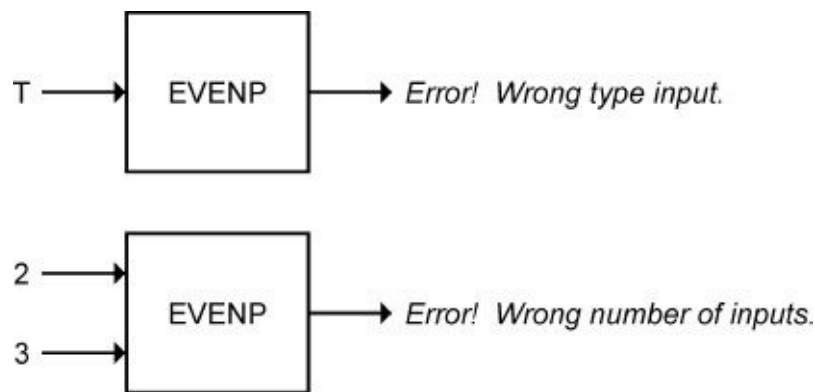 T EVENP Error! Wrong type input.
2
EVENP Error! Wrong number of inputs.
3